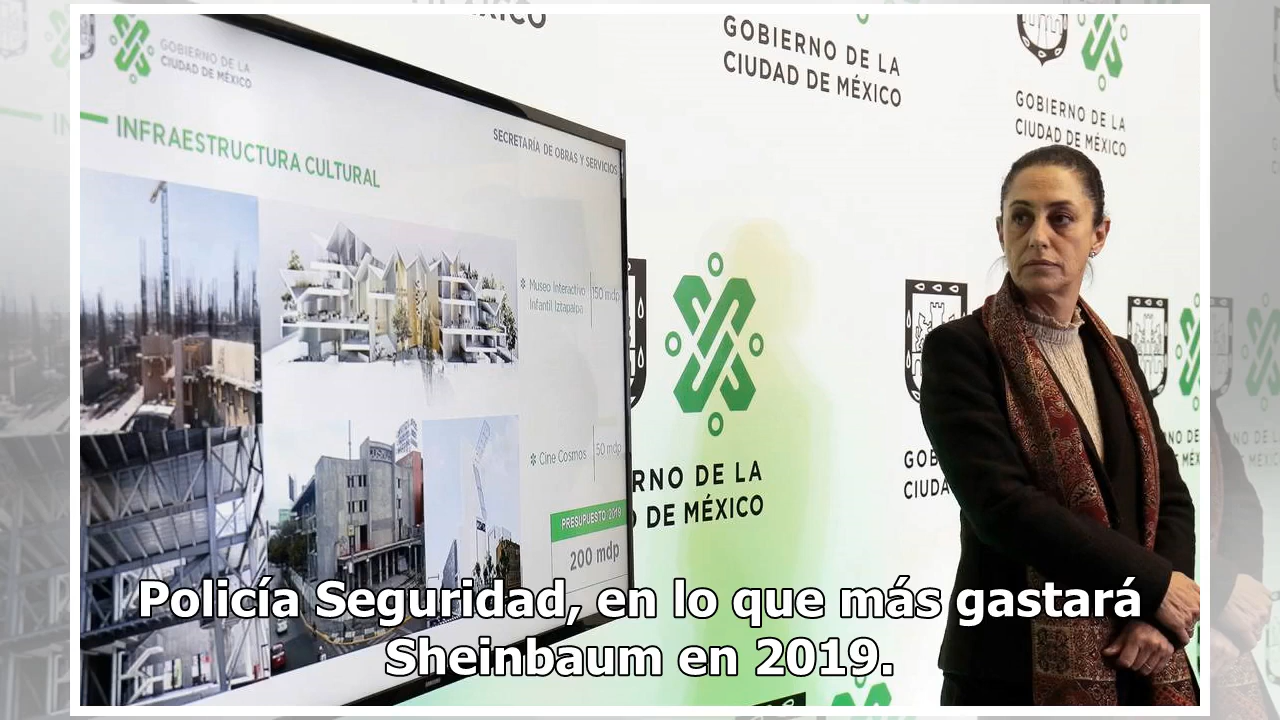 GOBIERNO DE LA
CIUDAD DE MÉXICO
INFRAESTRUCTURA CULTURAL
SECRETARÍA DE OBRAS Y SERVICIOS
Museo Interactivo
Infantil Iztapalpa
150 mdp
Cine Cosmos
50 mdp
PRESUPUESTO 2019
200 mdp
GOBIERNO DE LA
CIUDAD DE MÉXICO
GOBIERNO DE LA
CIUDAD DE MÉXICO
RNO DE LA
DE MÉXICO
GOB
CIUDA
Policía Seguridad, en lo que más gastará
Sheinbaum en 2019.